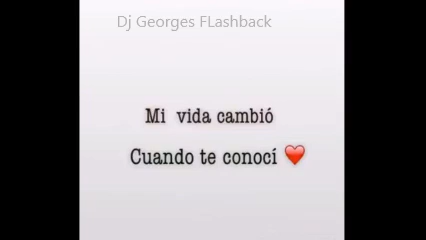 Dj Georges FLashback
Mi vida cambió
Cuando te conocí ❤